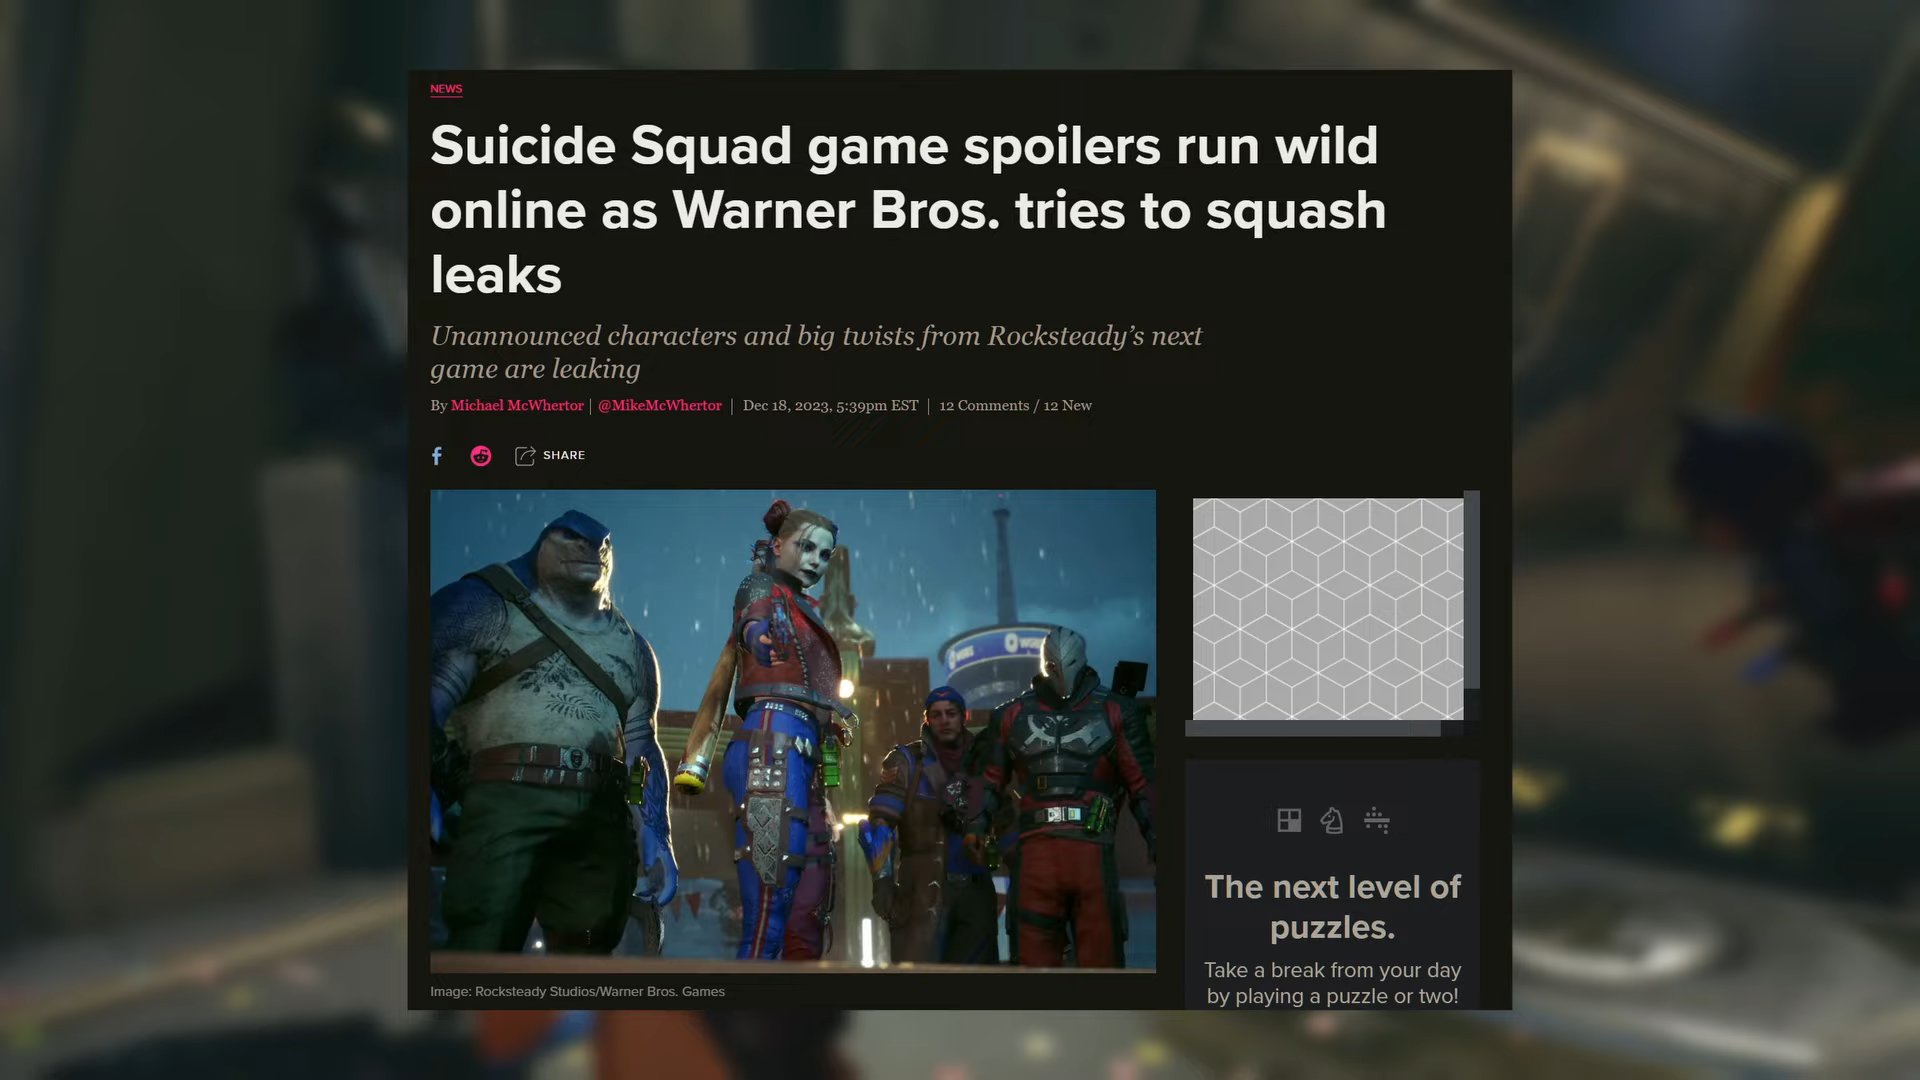 NEWS
Suicide Squad game spoilers run wild
online as Warner Bros. tries to squash
leaks
Unannounced characters and big twists from Rocksteady’s next
game are leaking
By Michael McWhertor | @MikeMcWhertor | Dec 18, 2023, 5:39pm EST | 12 Comments / 12 New
SHARE
Image: Rocksteady Studios/Warner Bros. Games
The next level of
puzzles.
Take a break from your day
by playing a puzzle or two!